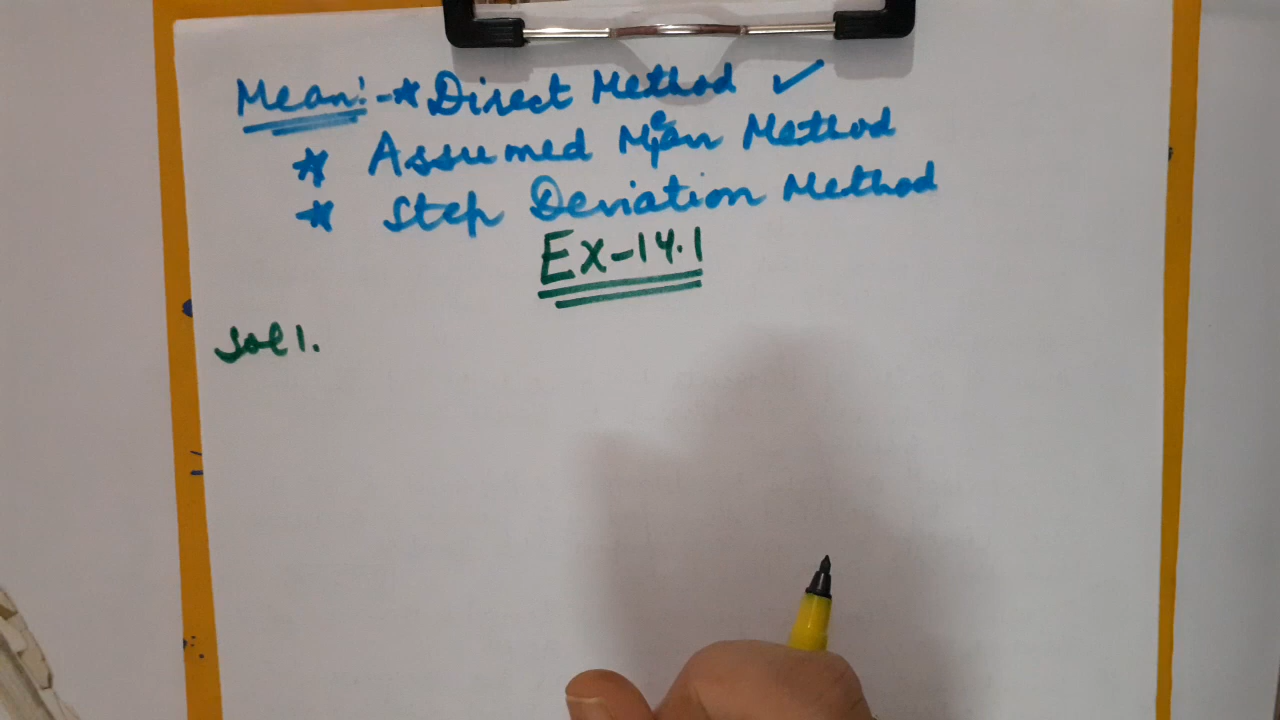 Mean:- * Direct Method ✓
* Assumed Mean Method
* Step Deviation Method
Ex-14.1
Sol 1.